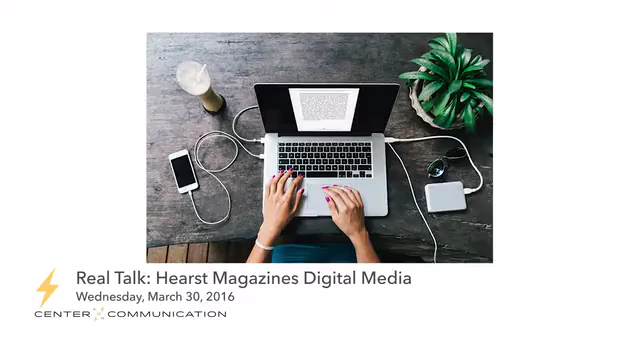 Real Talk: Hearst Magazines Digital Media
Wednesday, March 30, 2016
CENTER COMMUNICATION